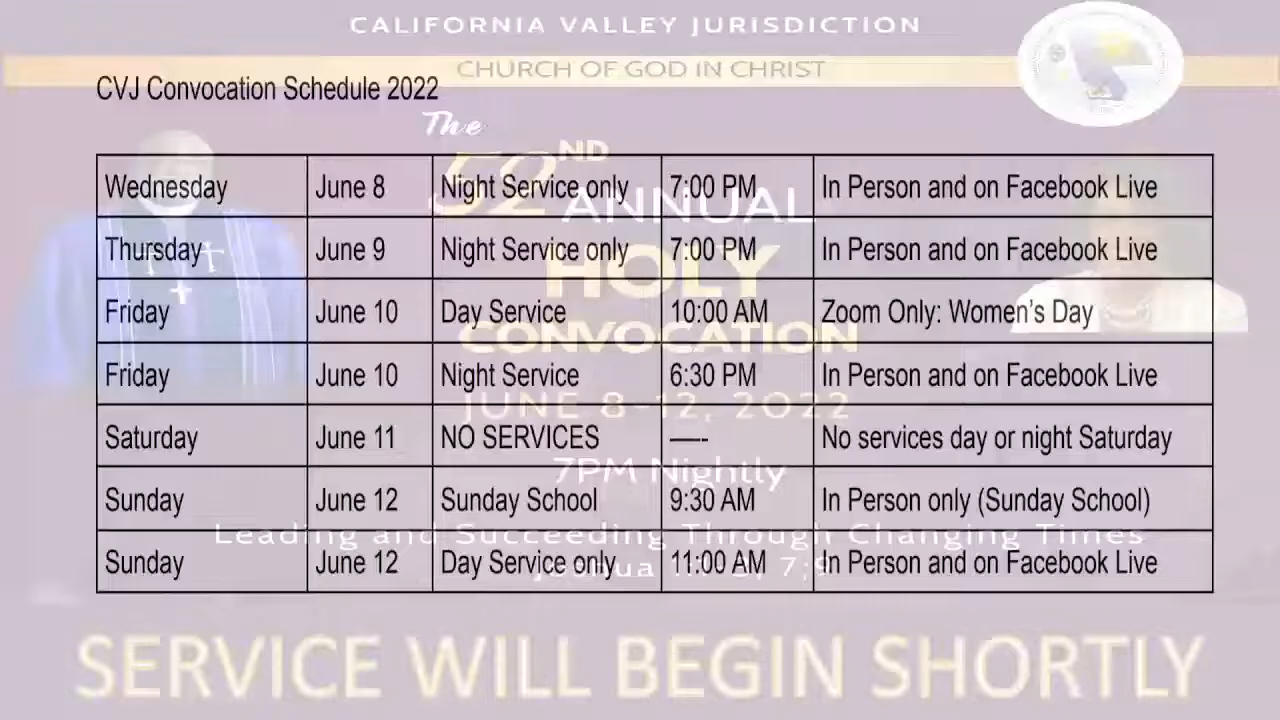 CALIFORNIA VALLEY JURISDICTION
CHURCH OF GOD IN CHRIST
CVJ Convocation Schedule 2022
The
52ND
ANNUAL
HOLY
CONVOCATION
JUNE 8-12, 2022
7PM Nightly
Leading and Succeeding Through Changing Times
Wednesday June 8 Night Service only 7:00 PM In Person and on Facebook Live
Thursday June 9 Night Service only 7:00 PM In Person and on Facebook Live
Friday June 10 Day Service 10:00 AM Zoom Only: Women’s Day
Friday June 10 Night Service 6:30 PM In Person and on Facebook Live
Saturday June 11 NO SERVICES —-- No services day or night Saturday
Sunday June 12 Sunday School 9:30 AM In Person only (Sunday School)
Sunday June 12 Day Service only 11:00 AM In Person and on Facebook Live
SERVICE WILL BEGIN SHORTLY